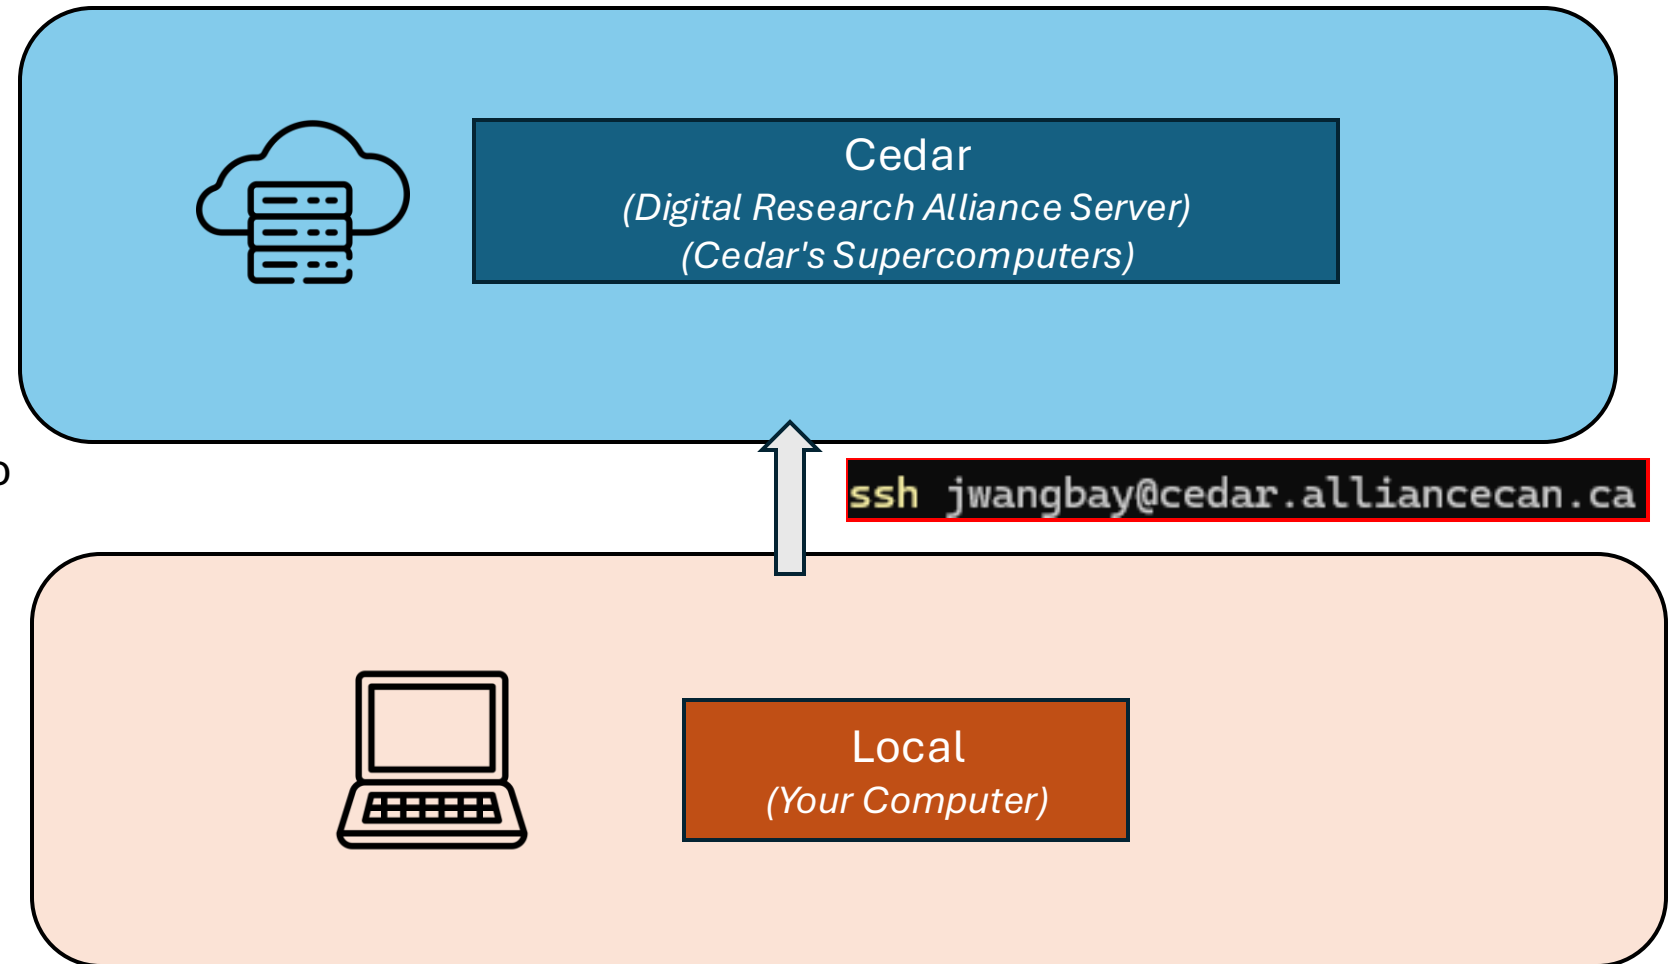 Cedar
(Digital Research Alliance Server)
(Cedar's Supercomputers)
ssh jwangbay@cedar.alliancecan.ca
Local
(Your Computer)